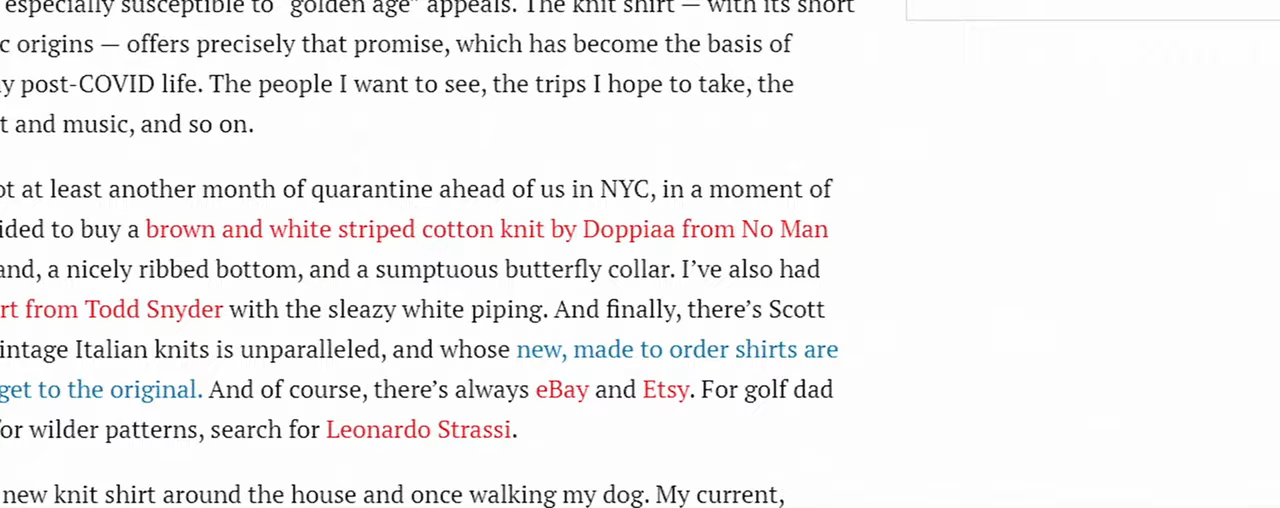 especially susceptible to "golden age" appeals. The knit shirt — with its short
c origins — offers precisely that promise, which has become the basis of
y post-COVID life. The people I want to see, the trips I hope to take, the
t and music, and so on.
ot at least another month of quarantine ahead of us in NYC, in a moment of
ided to buy a brown and white striped cotton knit by Doppiaa from No Man
and, a nicely ribbed bottom, and a sumptuous butterfly collar. I’ve also had
rt from Todd Snyder with the sleazy white piping. And finally, there’s Scott
intage Italian knits is unparalleled, and whose new, made to order shirts are
get to the original. And of course, there’s always eBay and Etsy. For golf dad
or wilder patterns, search for Leonardo Strassi.
new knit shirt around the house and once walking my dog. My current,